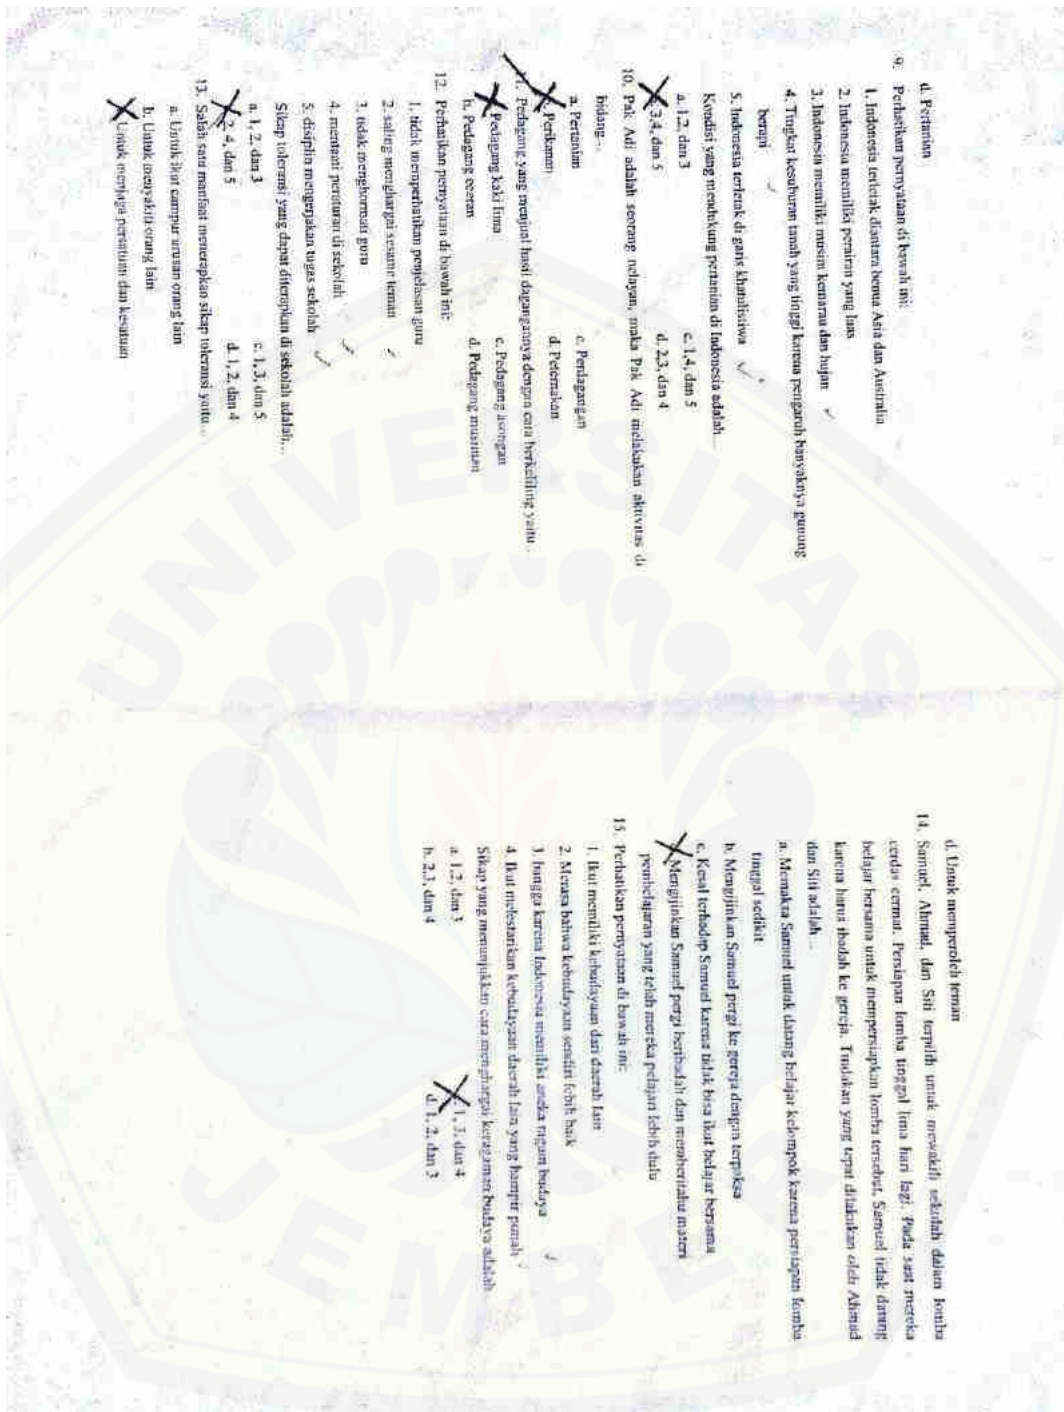 d. Pertanian
9. Perhatikan pernyataan di bawah ini:
1. Indonesia terletak diantara benua Asia dan Australia
2. Indonesia memiliki perairan yang luas
3. Indonesia memiliki musim kemarau dan hujan
4. Tingkat kesuburan tanah yang tinggi karena pengaruh banyaknya gunung
berapi
5. Indonesia terletak di garis khatulistiwa
Kondisi yang mendukung pertanian di Indonesia adalah...
a. 1,2, dan 3
c. 1,4, dan 5
3,4, dan 5
d. 2,3, dan 4
10. Pak Adi adalah seorang nelayan, maka Pak Adi melakukan aktivitas di
bidang...
a. Pertanian
c. Perdagangan
Perikanan
d. Peternakan
11. Pedagang yang menjual hasil dagangannya dengan cara berkeliling yaitu...
Pedagang kaki lima
c. Pedagang asongan
b. Pedagang eceran
d. Pedagang musiman
12. Perhatikan pernyataan di bawah ini:
1. tidak memperhatikan penjelasan guru
2. saling menghargai sesame teman
3. tidak menghormati guru
4. mentaati peraturan di sekolah
5. disiplin mengerjakan tugas sekolah
Sikap toleransi yang dapat diterapkan di sekolah adalah...
a. 1, 2, dan 3
c. 1, 3, dan 5
2, 4, dan 5
d. 1, 2, dan 4
13. Salah satu manfaat menerapkan sikap toleransi yaitu...
a. Untuk ikut campur urusan orang lain
b. Untuk menyakiti orang lain
Untuk menjaga persatuan dan kesatuan
d. Untuk memperoleh teman
14. Samuel, Ahmad, dan Siti terpilih untuk mewakili sekolah dalam lomba
cerdas cermat. Persiapan lomba tinggal lima hari lagi. Pada saat mereka
belajar bersama untuk mempersiapkan lomba tersebut, Samuel tidak datang
karena harus ibadah ke gereja. Tindakan yang tepat dilakukan oleh Ahmad
dan Siti adalah...
a. Memaksa Samuel untuk datang belajar kelompok karena persiapan lomba
tinggal sedikit
b. Mengijinkan Samuel pergi ke gereja dengan terpaksa
c. Kesal terhadap Samuel karena tidak bisa ikut belajar bersama
Mengijinkan Samuel pergi beribadah dan memberitahu materi
pembelajaran yang telah mereka pelajari lebih dulu
15. Perhatikan pernyataan di bawah ini:
1. Ikut memiliki kebudayaan dari daerah lain
2. Merasa bahwa kebudayaan sendiri lebih baik
3. bangga karena Indonesia memiliki aneka ragam budaya
4. Ikut melestarikan kebudayaan daerah lain yang hampir punah
Sikap yang menunjukkan cara menghargai keragaman budaya adalah
a. 1,2, dan 3
1, 3, dan 4
b. 2,3, dan 4
d. 1, 2, dan 3
UNIVERSITAS
JEMBER